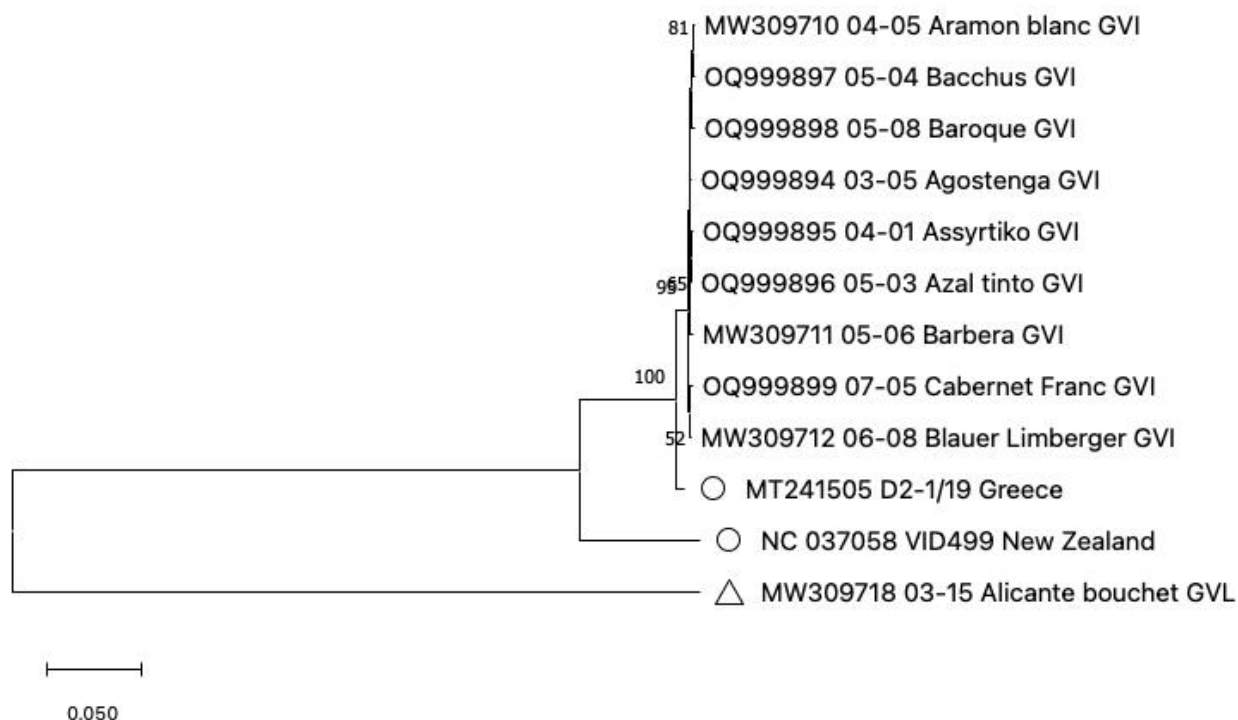 81
MW309710 04-05 Aramon blanc GVI
OQ999897 05-04 Bacchus GVI
OQ999898 05-08 Baroque GVI
OQ999894 03-05 Agostenga GVI
OQ999895 04-01 Assyrtiko GVI
65
OQ999896 05-03 Azal tinto GVI
MW309711 05-06 Barbera GVI
100
OQ999899 07-05 Cabernet Franc GVI
52
MW309712 06-08 Blauer Limberger GVI
MT241505 D2-1/19 Greece
NC 037058 VID499 New Zealand
MW309718 03-15 Alicante bouchet GVL
0.050